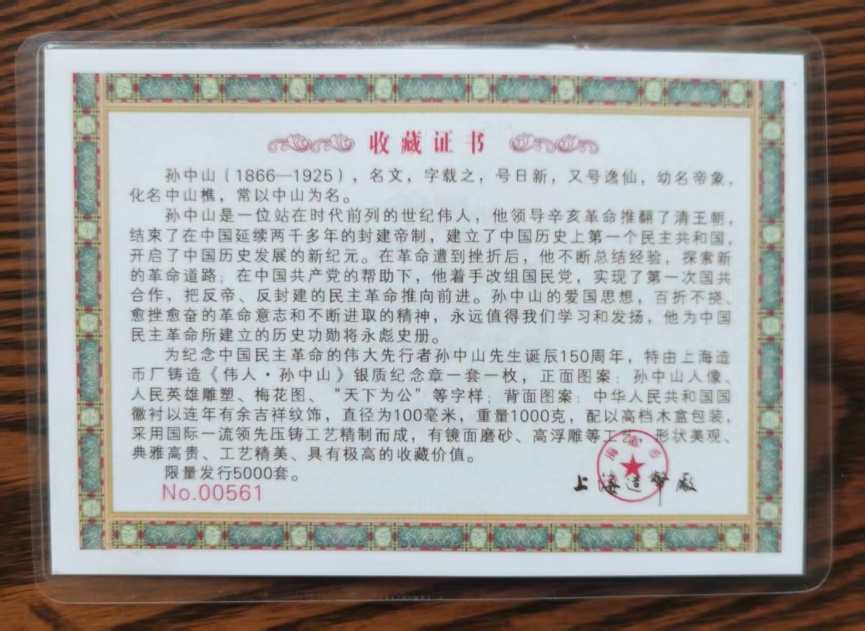 收藏证书
孙中山（1866—1925），名文，字载之，号日新，又号逸仙，幼名帝象，
化名中山樵，常以中山为名。
孙中山是一位站在时代前列的世纪伟人，他领导辛亥革命推翻了清王朝，
结束了在中国延续两千多年的封建帝制，建立了中国历史上第一个民主共和国，
开启了中国历史发展的新纪元。在革命遭到挫折后，他不断总结经验，探索新
的革命道路；在中国共产党的帮助下，他着手改组国民党，实现了第一次国共
合作，把反帝、反封建的民主革命推向前进。孙中山的爱国思想，百折不挠、
愈挫愈奋的革命意志和不断进取的精神，永远值得我们学习和发扬，他为中国
民主革命所建立的历史功勋将永彪史册。
为纪念中国民主革命的伟大先行者孙中山先生诞辰150周年，特由上海造
币厂铸造《伟人·孙中山》银质纪念章一套一枚，正面图案：孙中山人像、
人民英雄雕塑、梅花图、“天下为公”等字样；背面图案：中华人民共和国国
徽衬以连年有余吉祥纹饰，直径为100毫米，重量1000克，配以高档木盒包装，
采用国际一流领先压铸工艺精制而成，有镜面磨砂、高浮雕等工艺，形状美观、
典雅高贵、工艺精美、具有极高的收藏价值。
限量发行5000套。
No.00561
上海造幣廠